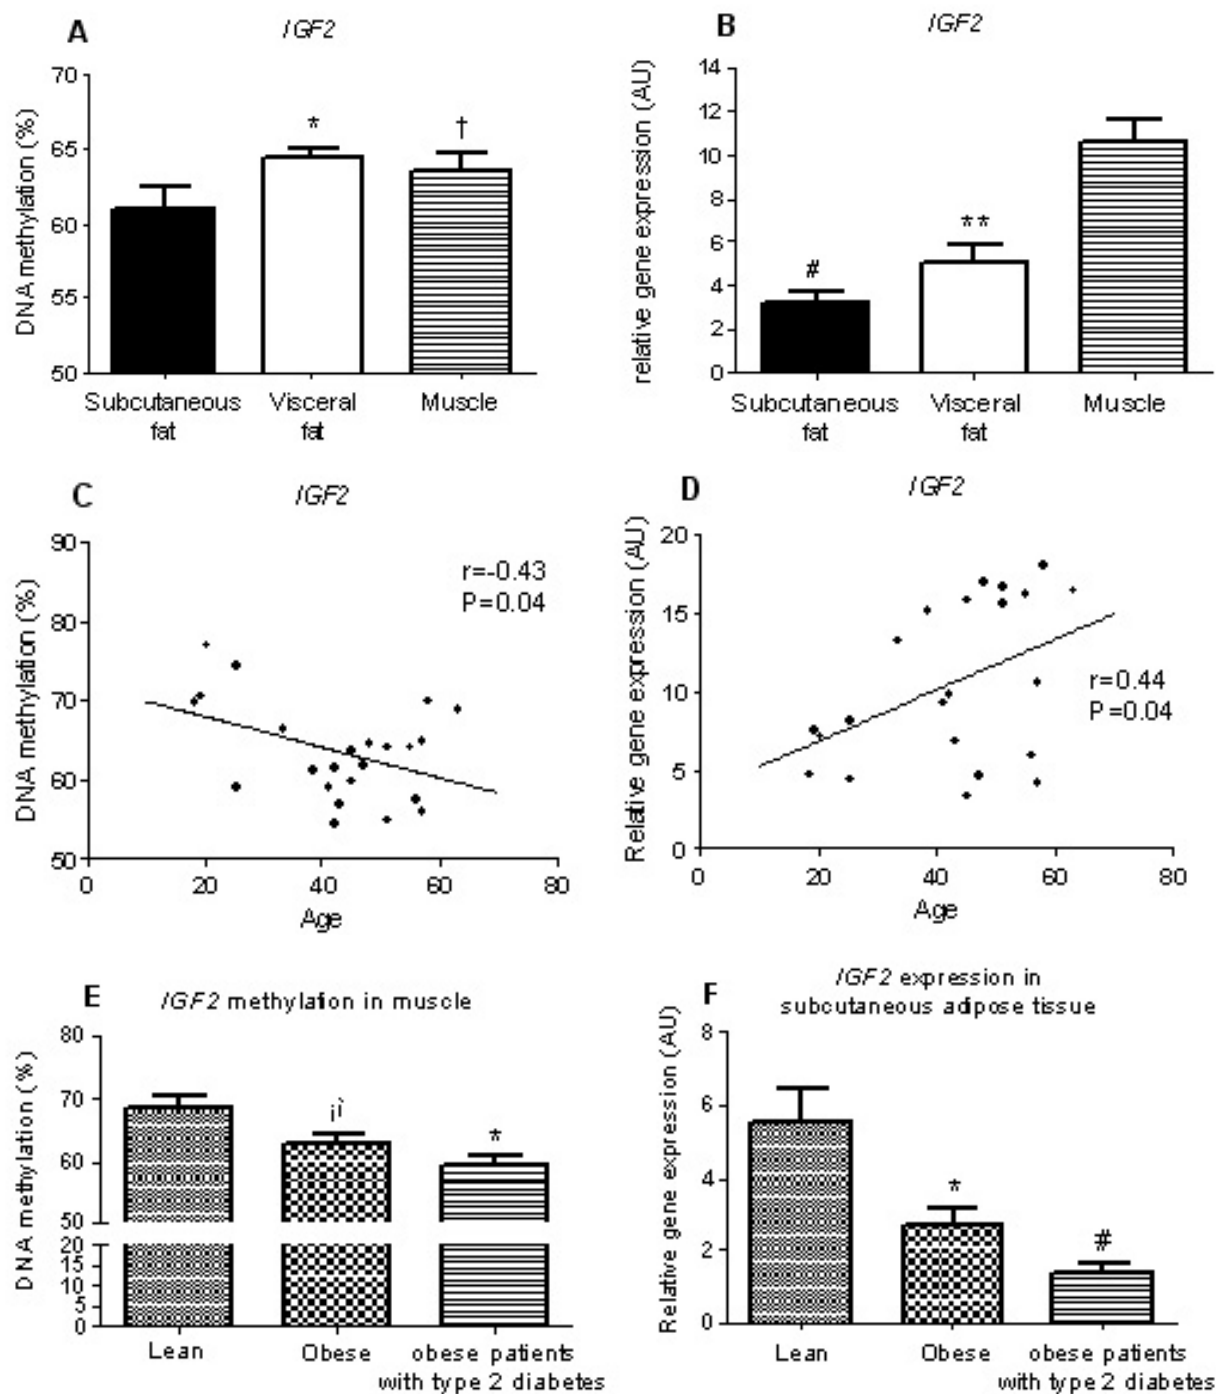 A
IGF2
DNA methylation (%)
70
65
60
55
50
*
†
Subcutaneous
fat
Visceral
fat
Muscle
B
IGF2
relative gene expression (AU)
14
12
10
8
6
4
2
0
#
**
Subcutaneous
fat
Visceral
fat
Muscle
C
IGF2
DNA methylation (%)
90
80
70
60
50
r=-0.43
P=0.04
0
20
40
60
80
Age
D
IGF2
Relative gene expression (AU)
20
15
10
5
0
r=0.44
P=0.04
0
20
40
60
80
Age
E
IGF2 methylation in muscle
DNA methylation (%)
80
70
60
50
20
15
10
5
0
*
Lean
Obese
obese patients
with type 2 diabetes
F
IGF2 expression in
subcutaneous adipose tissue
Relative gene expression (AU)
8
6
4
2
0
*
#
Lean
Obese
obese patients
with type 2 diabetes